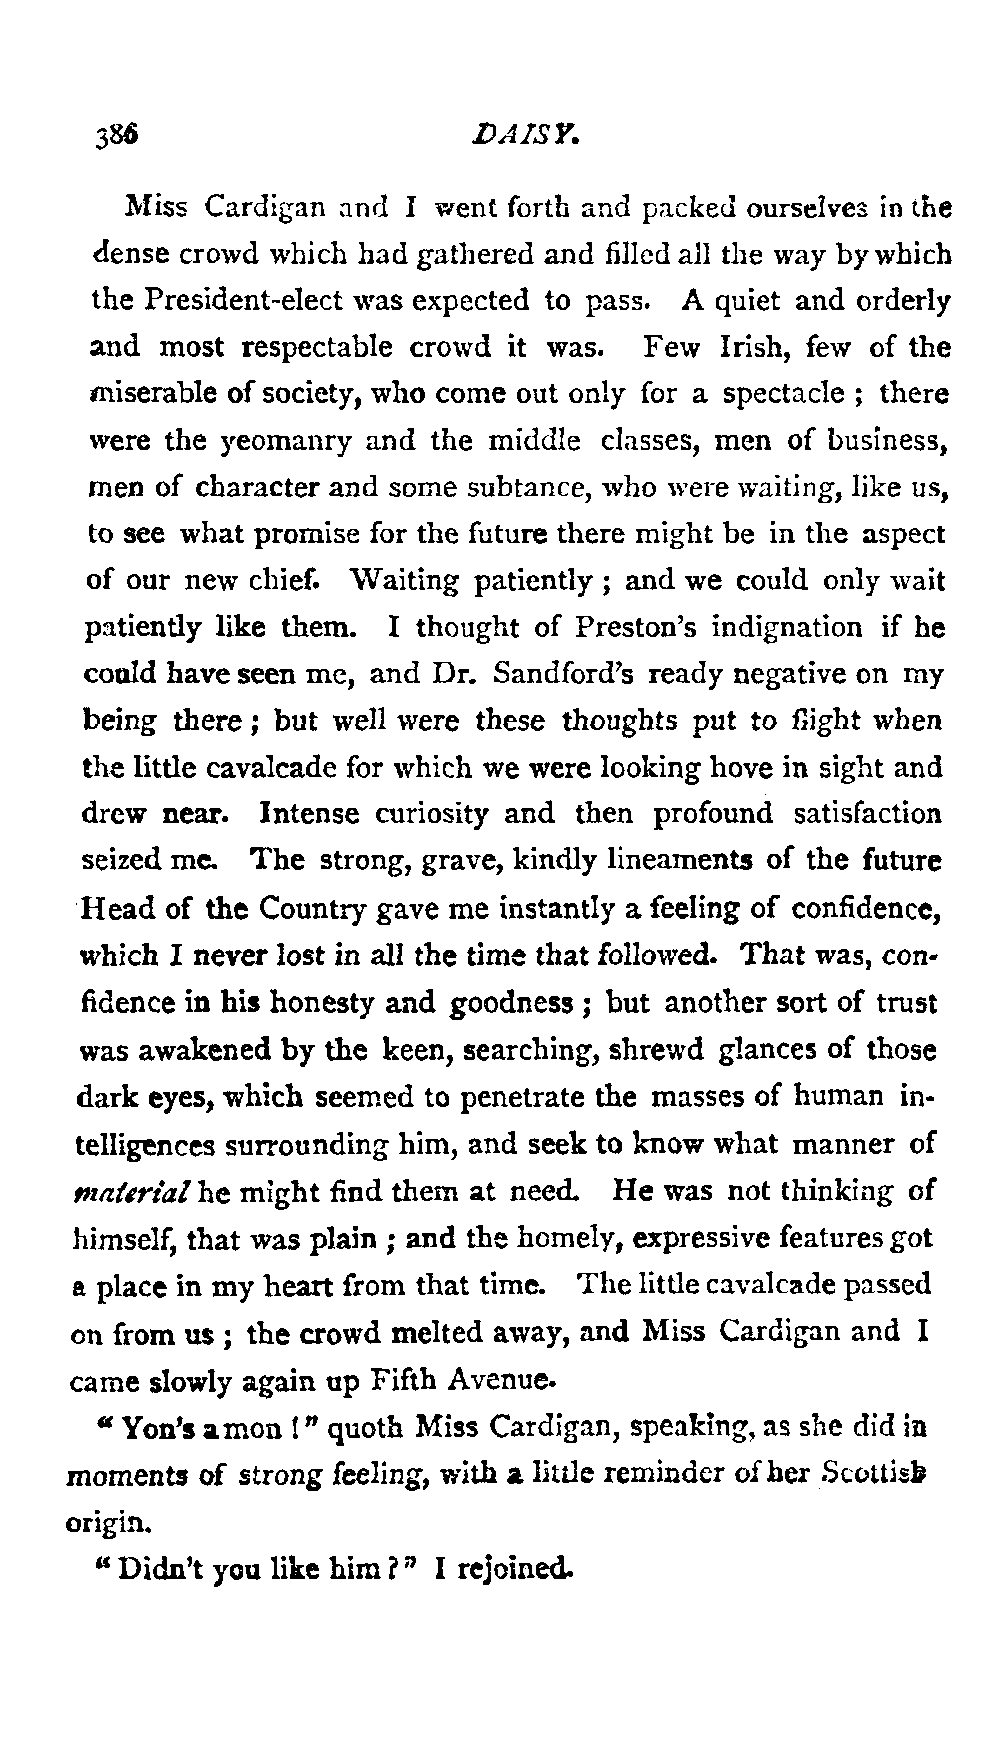 386 DAISY.
Miss Cardigan and I went forth and packed ourselves in the
dense crowd which had gathered and filled all the way by which
the President-elect was expected to pass. A quiet and orderly
and most respectable crowd it was. Few Irish, few of the
miserable of society, who come out only for a spectacle ; there
were the yeomanry and the middle classes, men of business,
men of character and some subtance, who were waiting, like us,
to see what promise for the future there might be in the aspect
of our new chief. Waiting patiently ; and we could only wait
patiently like them. I thought of Preston's indignation if he
could have seen me, and Dr. Sandford's ready negative on my
being there ; but well were these thoughts put to flight when
the little cavalcade for which we were looking hove in sight and
drew near. Intense curiosity and then profound satisfaction
seized me. The strong, grave, kindly lineaments of the future
Head of the Country gave me instantly a feeling of confidence,
which I never lost in all the time that followed. That was, con-
fidence in his honesty and goodness ; but another sort of trust
was awakened by the keen, searching, shrewd glances of those
dark eyes, which seemed to penetrate the masses of human in-
telligences surrounding him, and seek to know what manner of
material he might find them at need. He was not thinking of
himself, that was plain ; and the homely, expressive features got
a place in my heart from that time. The little cavalcade passed
on from us ; the crowd melted away, and Miss Cardigan and I
came slowly again up Fifth Avenue.
“ Yon's a mon !” quoth Miss Cardigan, speaking, as she did in
moments of strong feeling, with a little reminder of her Scottish
origin.
“ Didn't you like him ?” I rejoined.